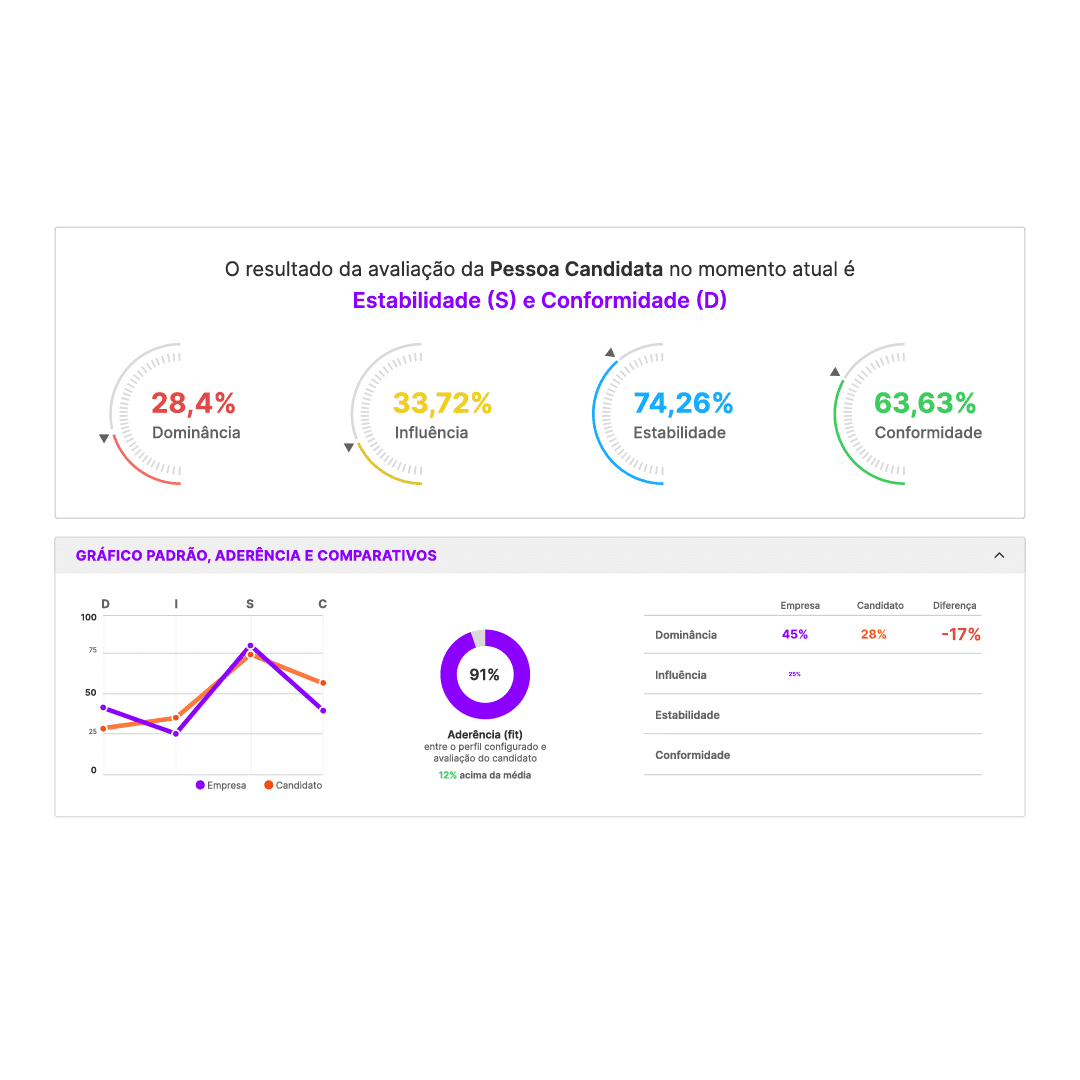 O resultado da avaliação da Pessoa Candidata no momento atual é
Estabilidade (S) e Conformidade (D)
28,4%
Dominância
33,72%
Influência
74,26%
Estabilidade
63,63%
Conformidade
GRÁFICO PADRÃO, ADERÊNCIA E COMPARATIVOS
D I S C
100
75
50
25
0
Empresa Candidato
91%
Aderência (fit)
entre o perfil configurado e
avaliação do candidato
12% acima da média
Empresa Candidato Diferença
Dominância 45% 28% -17%
Influência 25%
Estabilidade
Conformidade